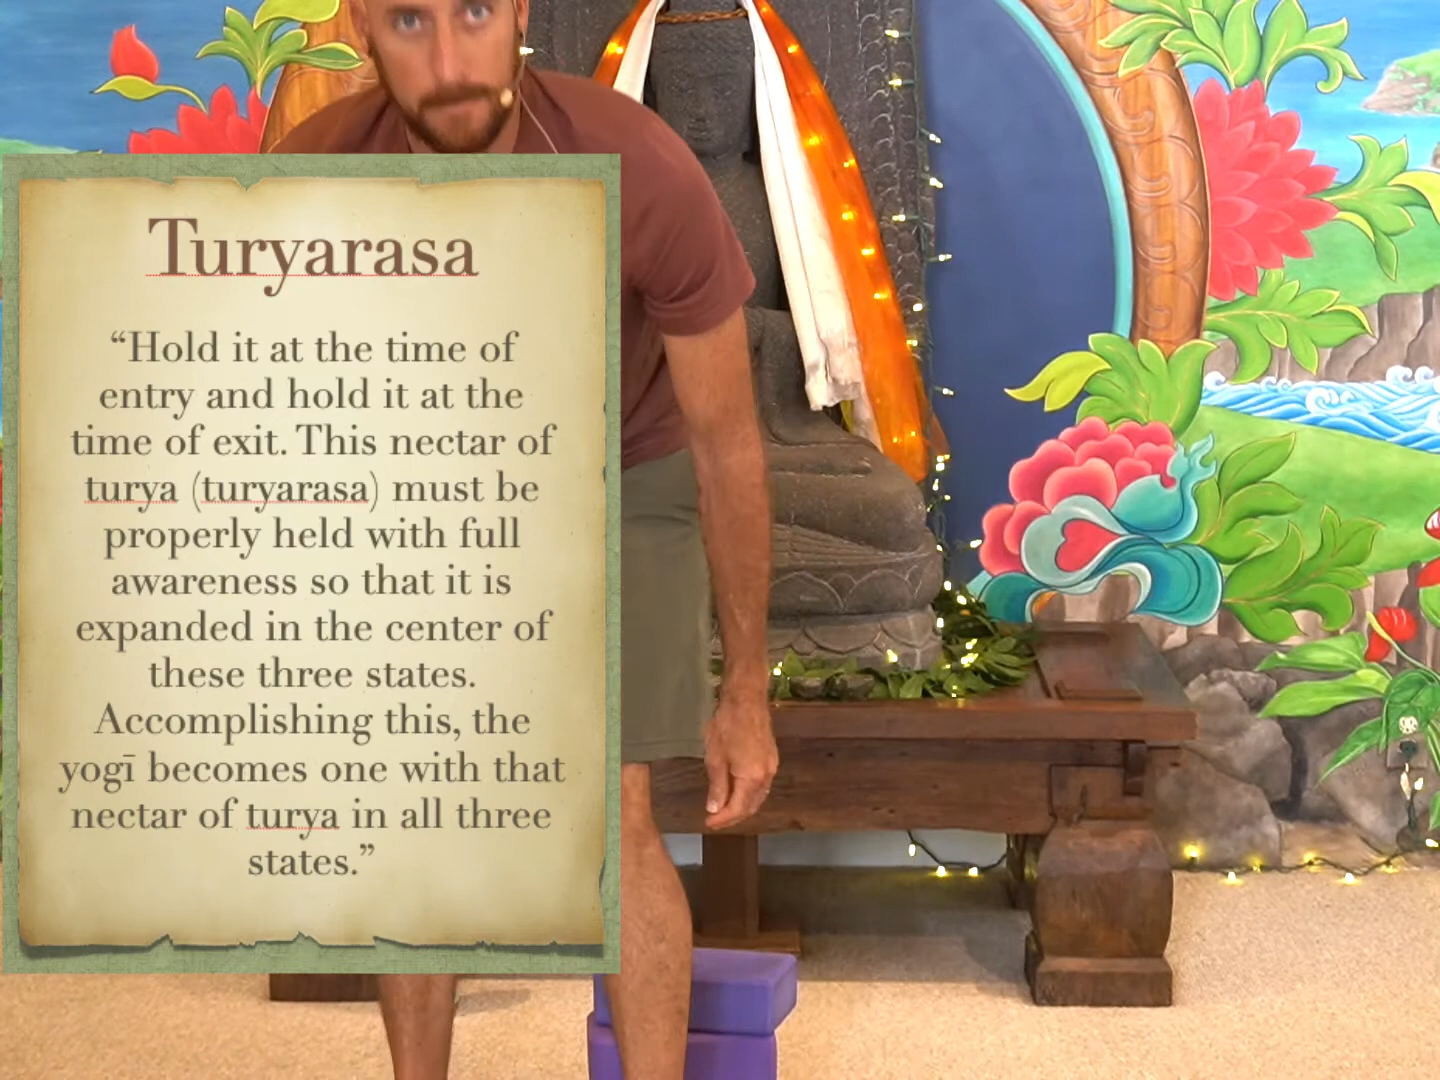 Turyarasa
“Hold it at the time of
entry and hold it at the
time of exit. This nectar of
turya (turyarasa) must be
properly held with full
awareness so that it is
expanded in the center of
these three states.
Accomplishing this, the
yogī becomes one with that
nectar of turya in all three
states.”